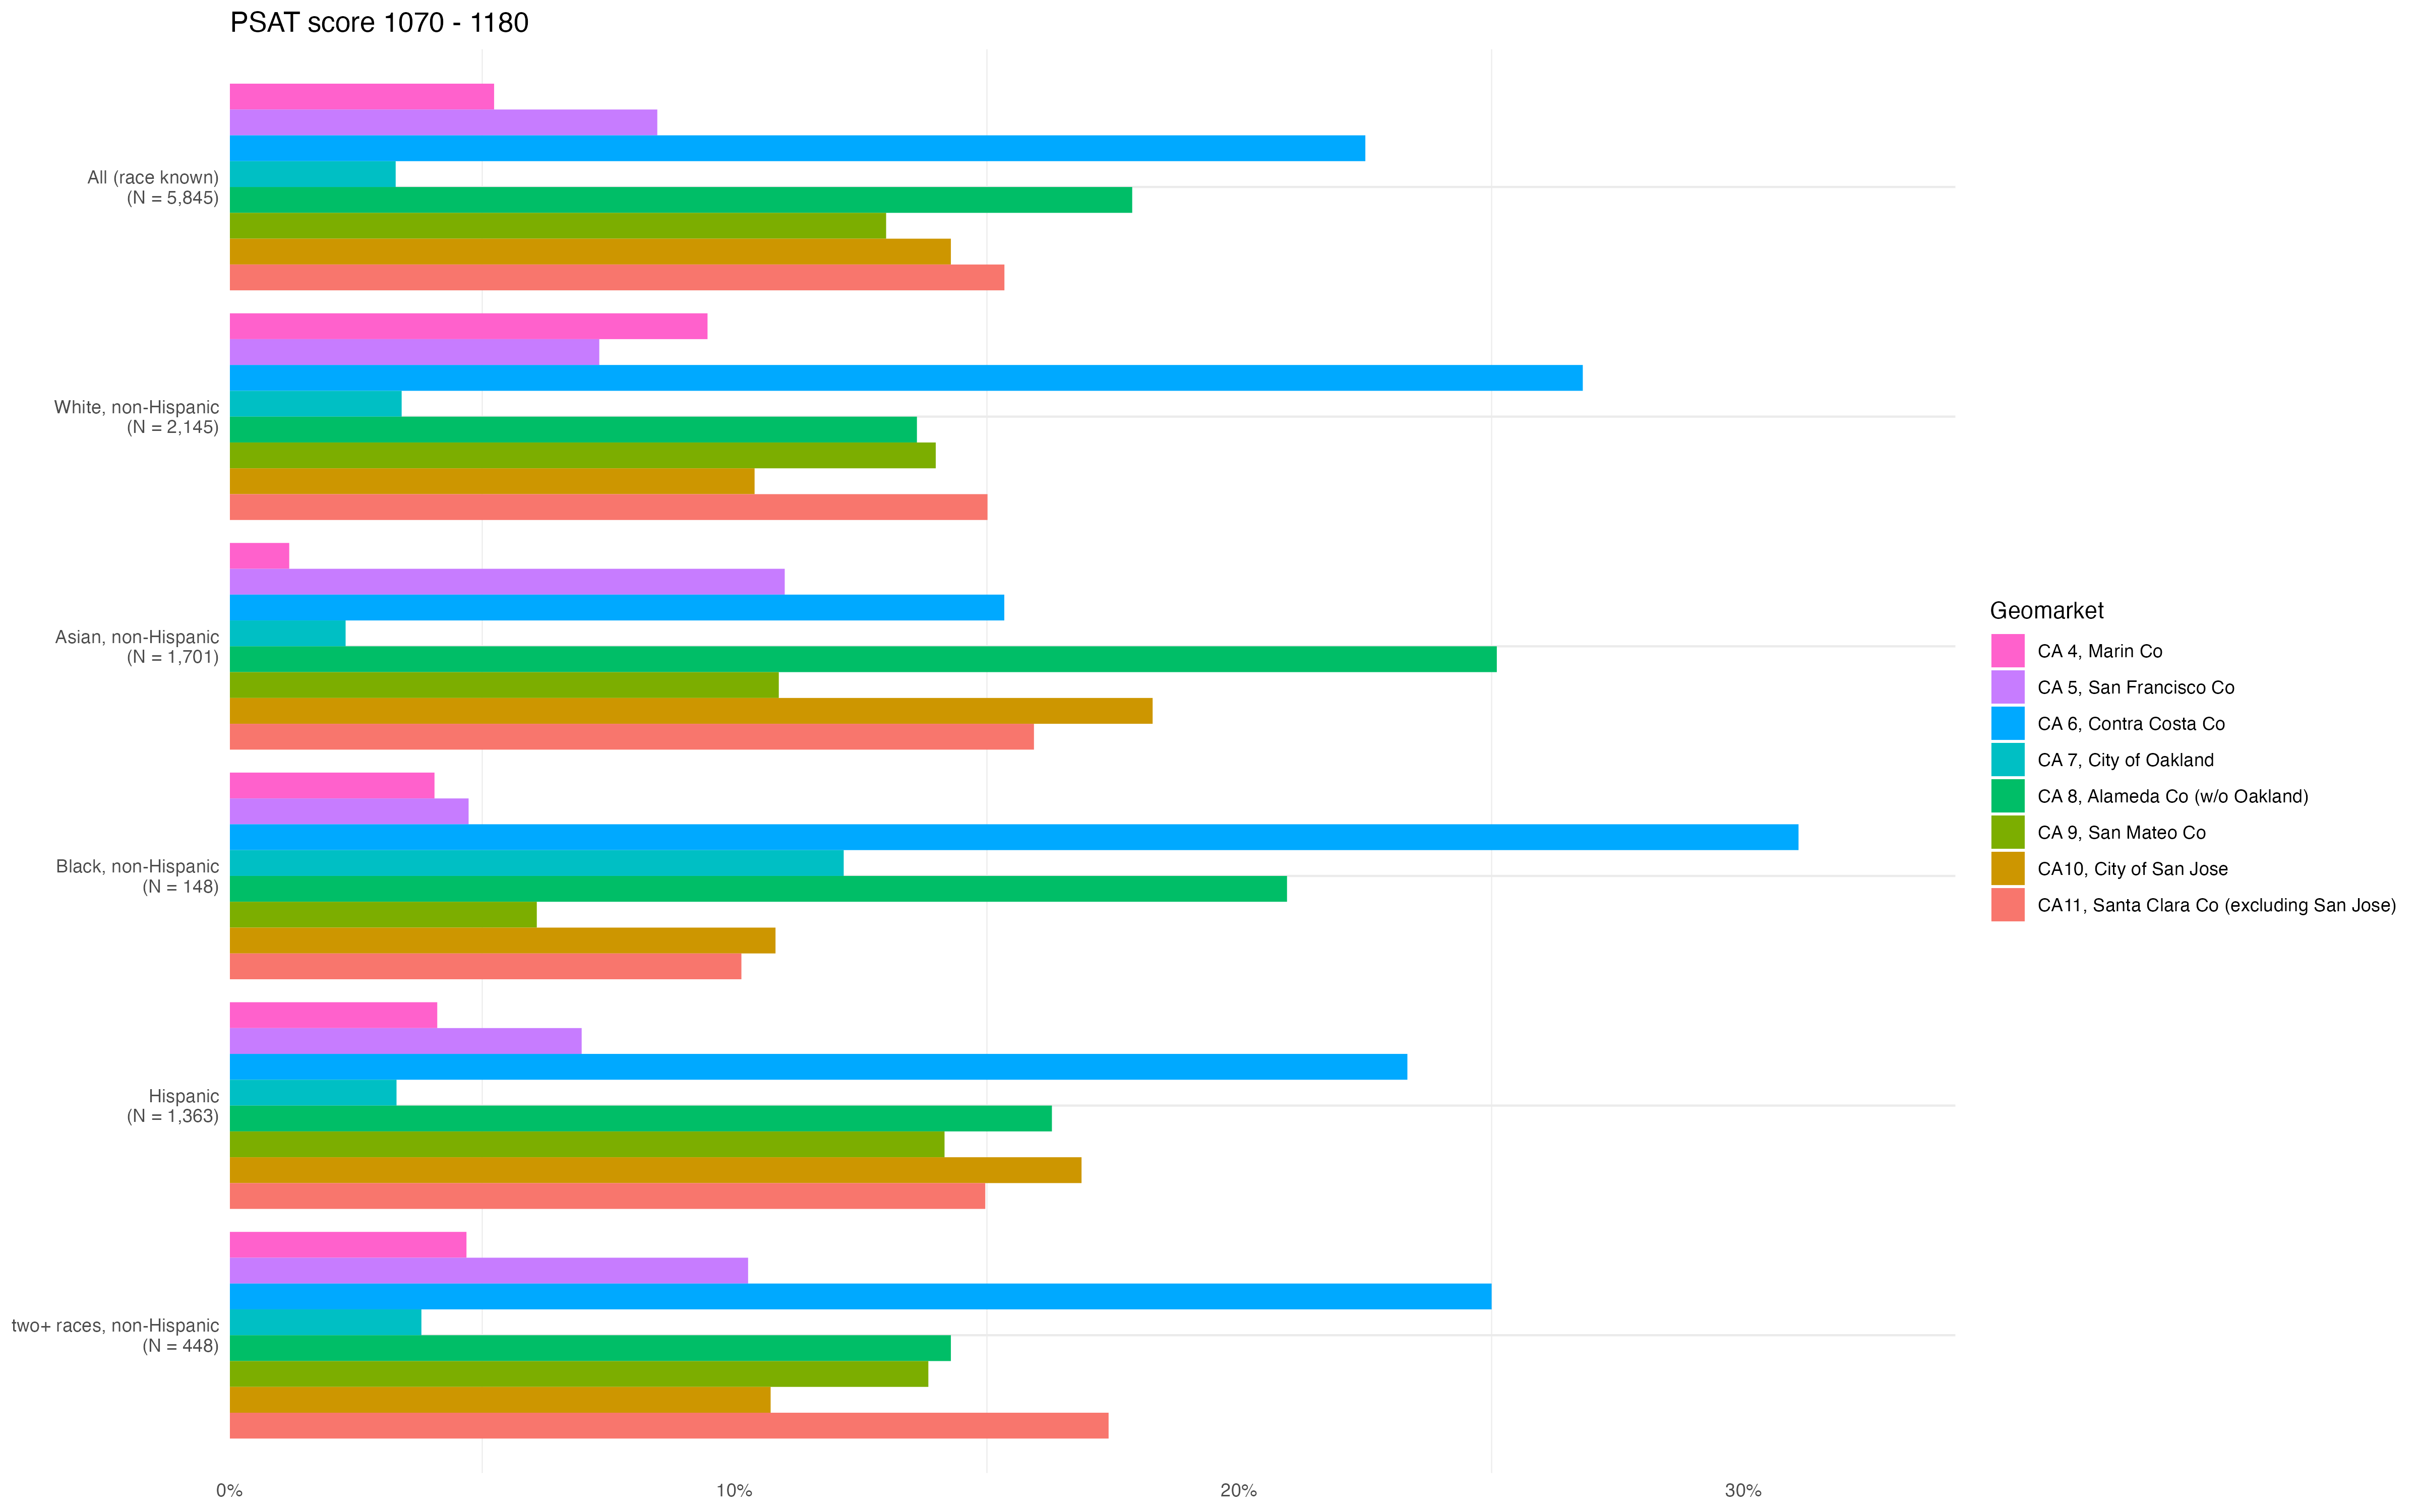 PSAT score 1070 - 1180
All (race known)
(N = 5,845)
White, non-Hispanic
(N = 2,145)
Asian, non-Hispanic
(N = 1,701)
Black, non-Hispanic
(N = 148)
Hispanic
(N = 1,363)
two+ races, non-Hispanic
(N = 448)
0%
10%
20%
30%
Geomarket
CA 4, Marin Co
CA 5, San Francisco Co
CA 6, Contra Costa Co
CA 7, City of Oakland
CA 8, Alameda Co (w/o Oakland)
CA 9, San Mateo Co
CA10, City of San Jose
CA11, Santa Clara Co (excluding San Jose)